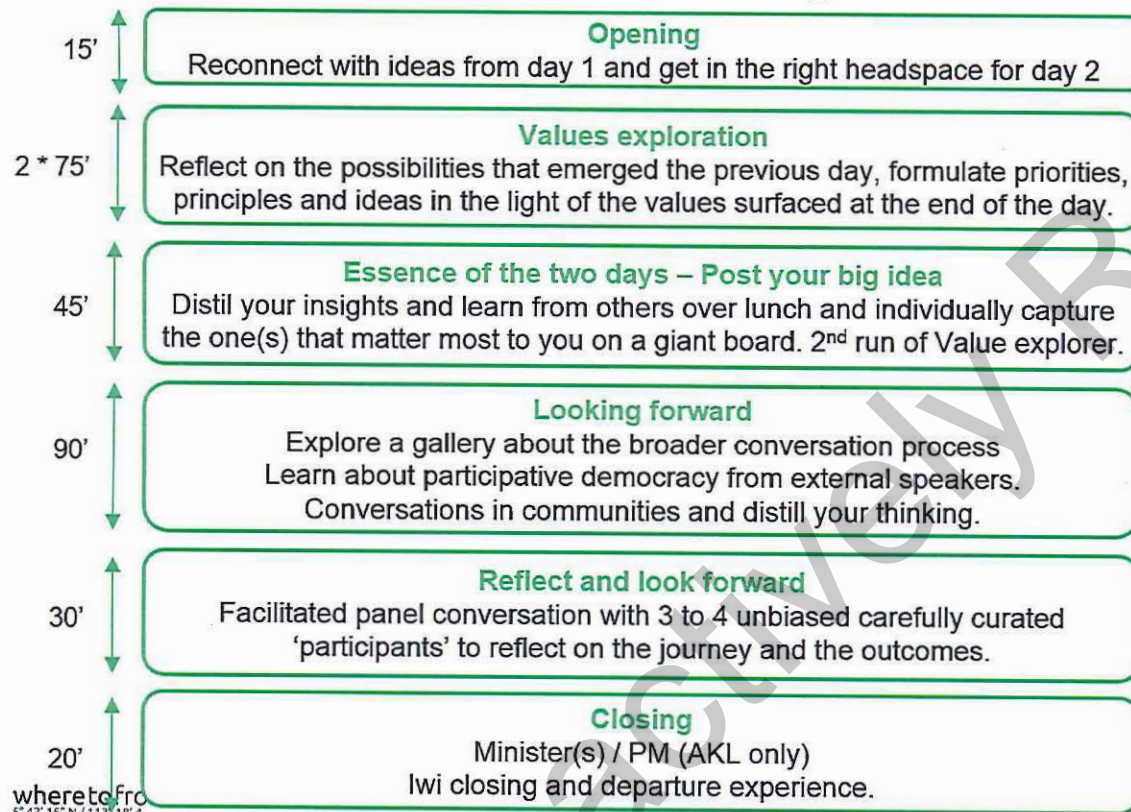 15’
Opening
Reconnect with ideas from day 1 and get in the right headspace for day 2
2 * 75’
Values exploration
Reflect on the possibilities that emerged the previous day, formulate priorities,
principles and ideas in the light of the values surfaced at the end of the day.
45’
Essence of the two days – Post your big idea
Distil your insights and learn from others over lunch and individually capture
the one(s) that matter most to you on a giant board. 2nd run of Value explorer.
90’
Looking forward
Explore a gallery about the broader conversation process
Learn about participative democracy from external speakers.
Conversations in communities and distill your thinking.
30’
Reflect and look forward
Facilitated panel conversation with 3 to 4 unbiased carefully curated
‘participants’ to reflect on the journey and the outcomes.
20’
Closing
Minister(s) / PM (AKL only)
Iwi closing and departure experience.
wheretofro
actively R